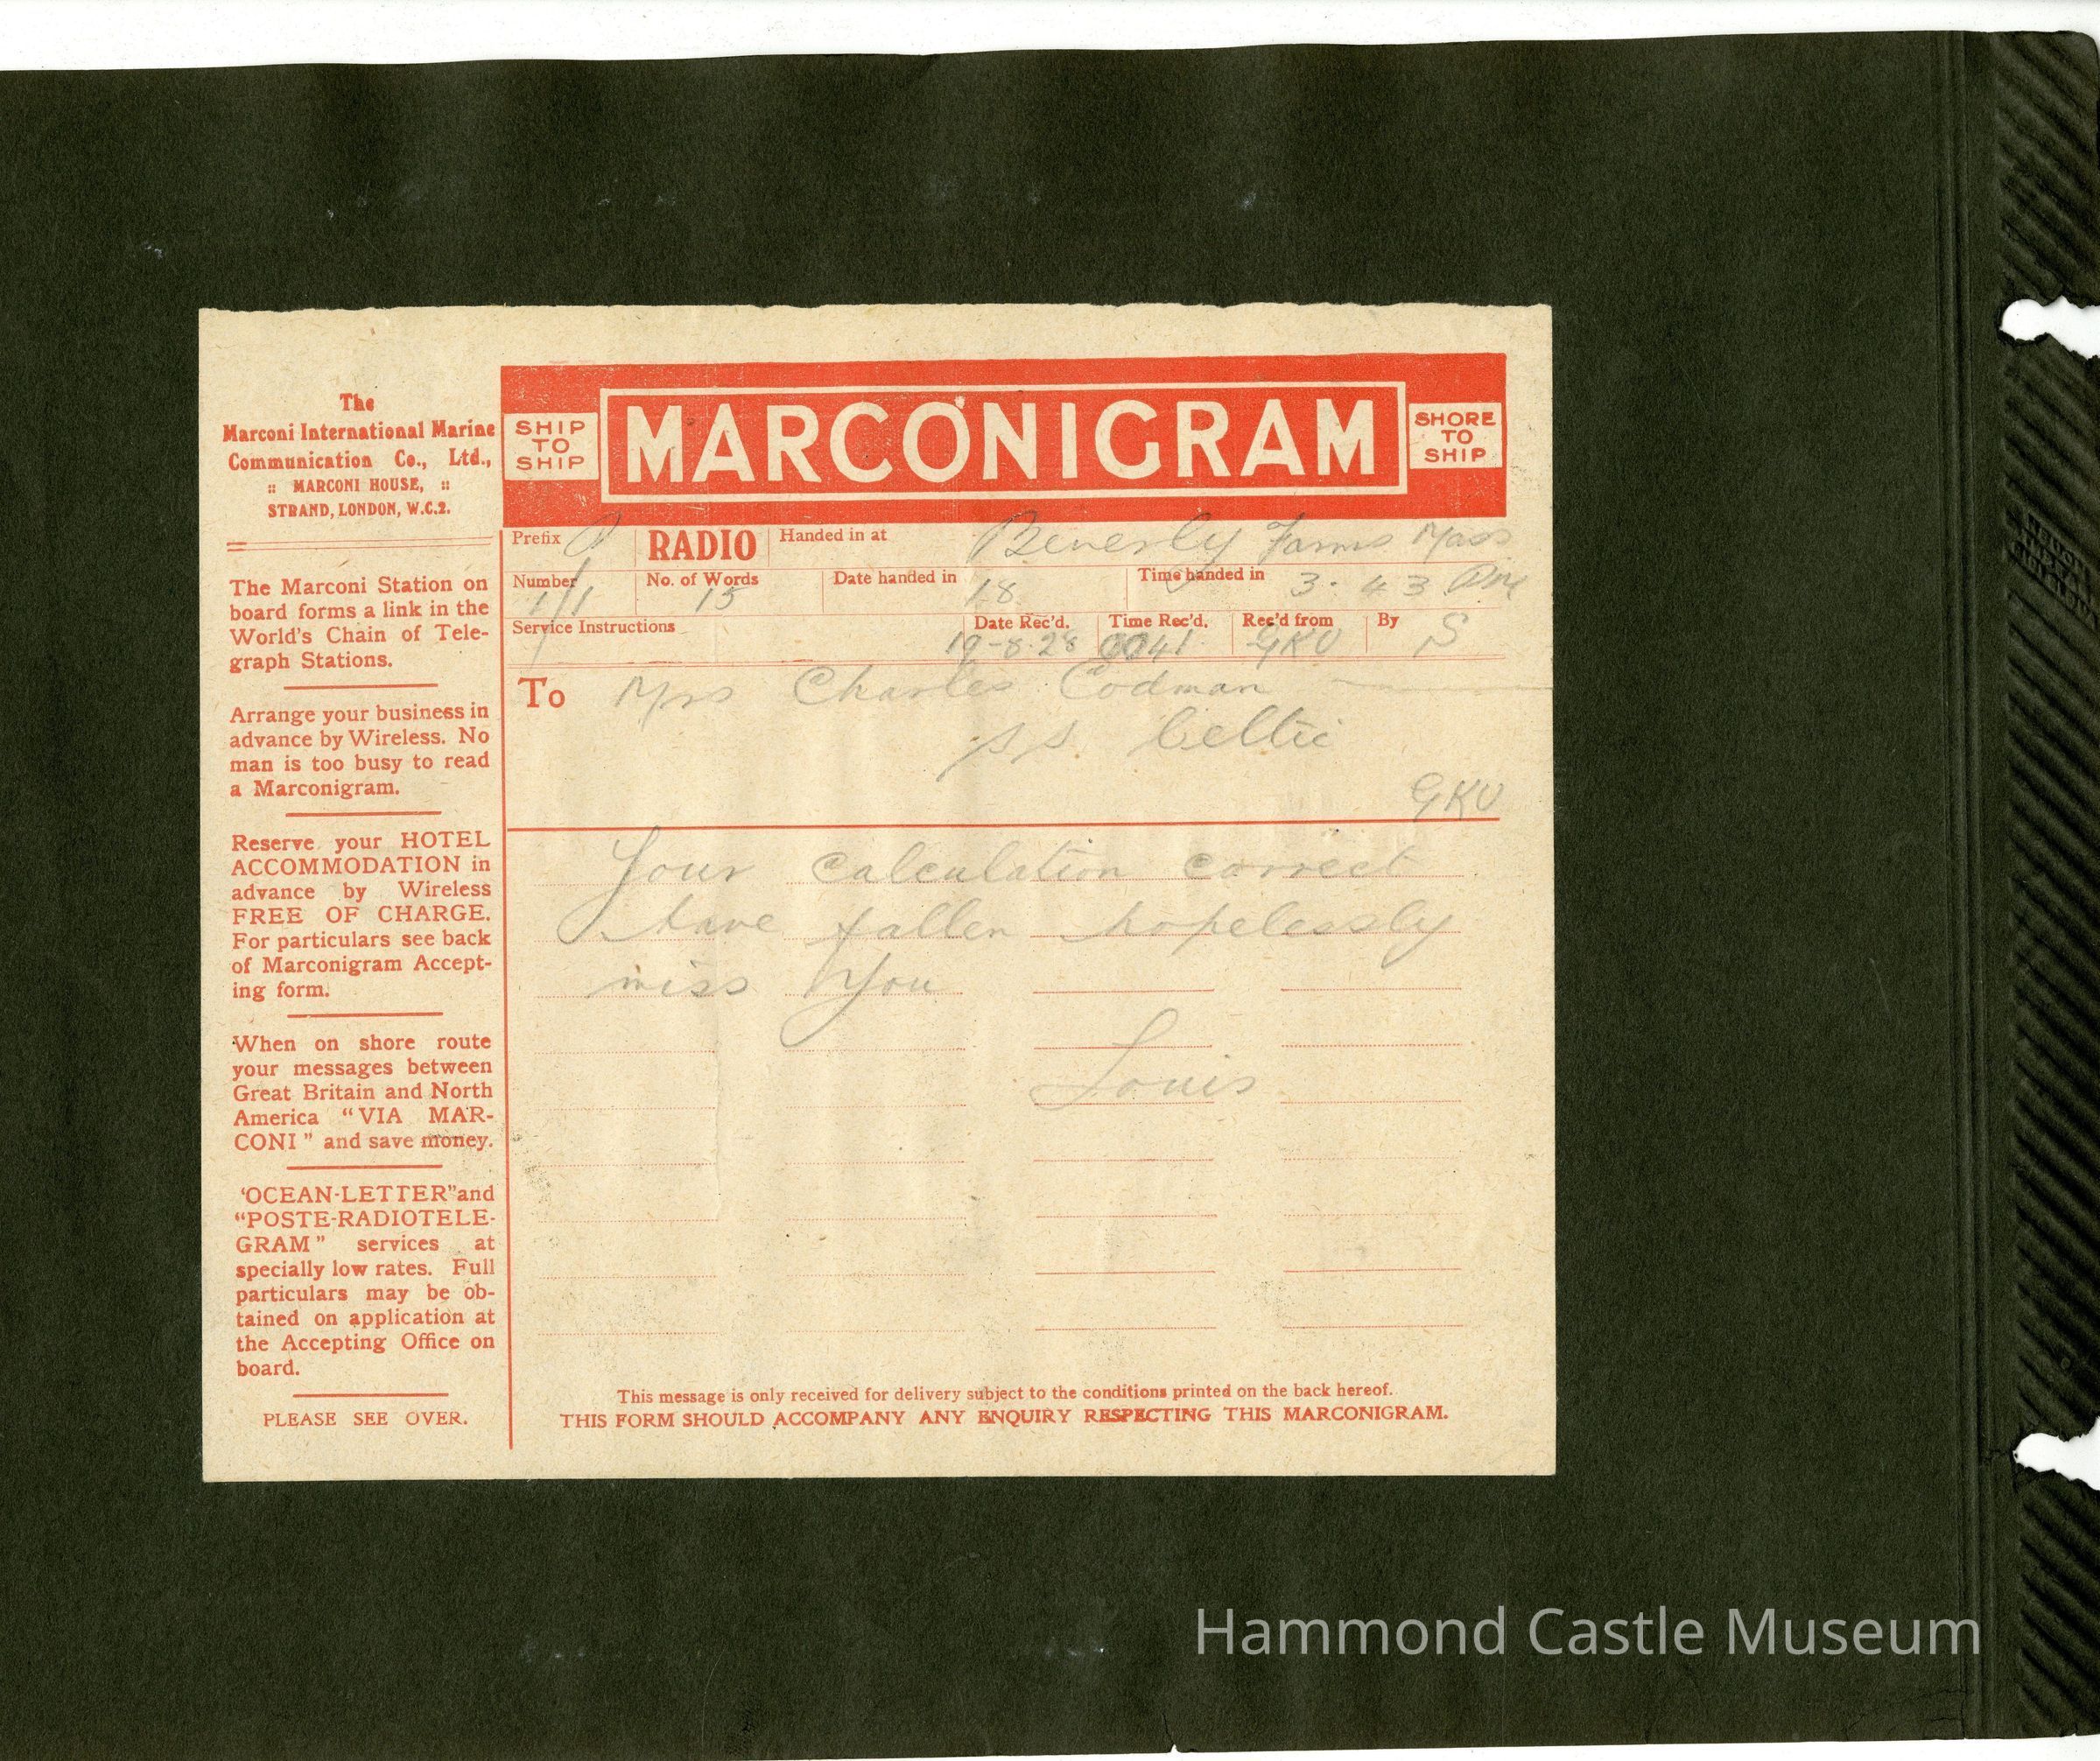 The
Marconi International Marine
Communication Co., Ltd.,
:: MARCONI HOUSE, ::
STRAND, LONDON, W.C.2.
The Marconi Station on
board forms a link in the
World's Chain of Tele-
graph Stations.
Arrange your business in
advance by Wireless. No
man is too busy to read
a Marconigram.
Reserve your HOTEL
ACCOMMODATION in
advance by Wireless
FREE OF CHARGE.
For particulars see back
of Marconigram Accept-
ing form.
When on shore route
your messages between
Great Britain and North
America "VIA MAR-
CONI" and save money.
'OCEAN-LETTER" and
"POSTE-RADIOTELE-
GRAM" services at
specially low rates. Full
particulars may be ob-
tained on application at
the Accepting Office on
board.
PLEASE SEE OVER.
SHIP
TO
SHIP
MARCONIGRAM
SHORE
TO
SHIP
Prefix RADIO Handed in at Beverly Farms Mass
Number 1/1 No. of Words 15 Date handed in 18 Time handed in 3.43
Service Instructions Date Rec'd. 19-8-28 Time Rec'd. 0041 Rec'd from GKU By S
To Mrs Charles Codman
SS. Celtic
GKU
Your calculation correct
have fallen hopelessly
miss you
Louis
This message is only received for delivery subject to the conditions printed on the back hereof.
THIS FORM SHOULD ACCOMPANY ANY ENQUIRY RESPECTING THIS MARCONIGRAM.
Hammond Castle Museum